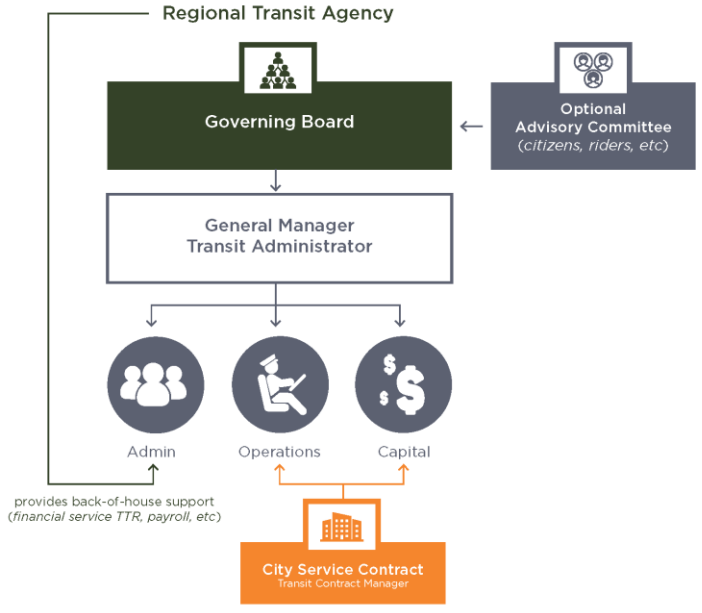 Regional Transit Agency
Governing Board
Optional
Advisory Committee
(citizens, riders, etc)
General Manager
Transit Administrator
$
$
$
Admin
Operations
Capital
provides back-of-house support
(financial service TTR, payroll, etc)
City Service Contract
Transit Contract Manager